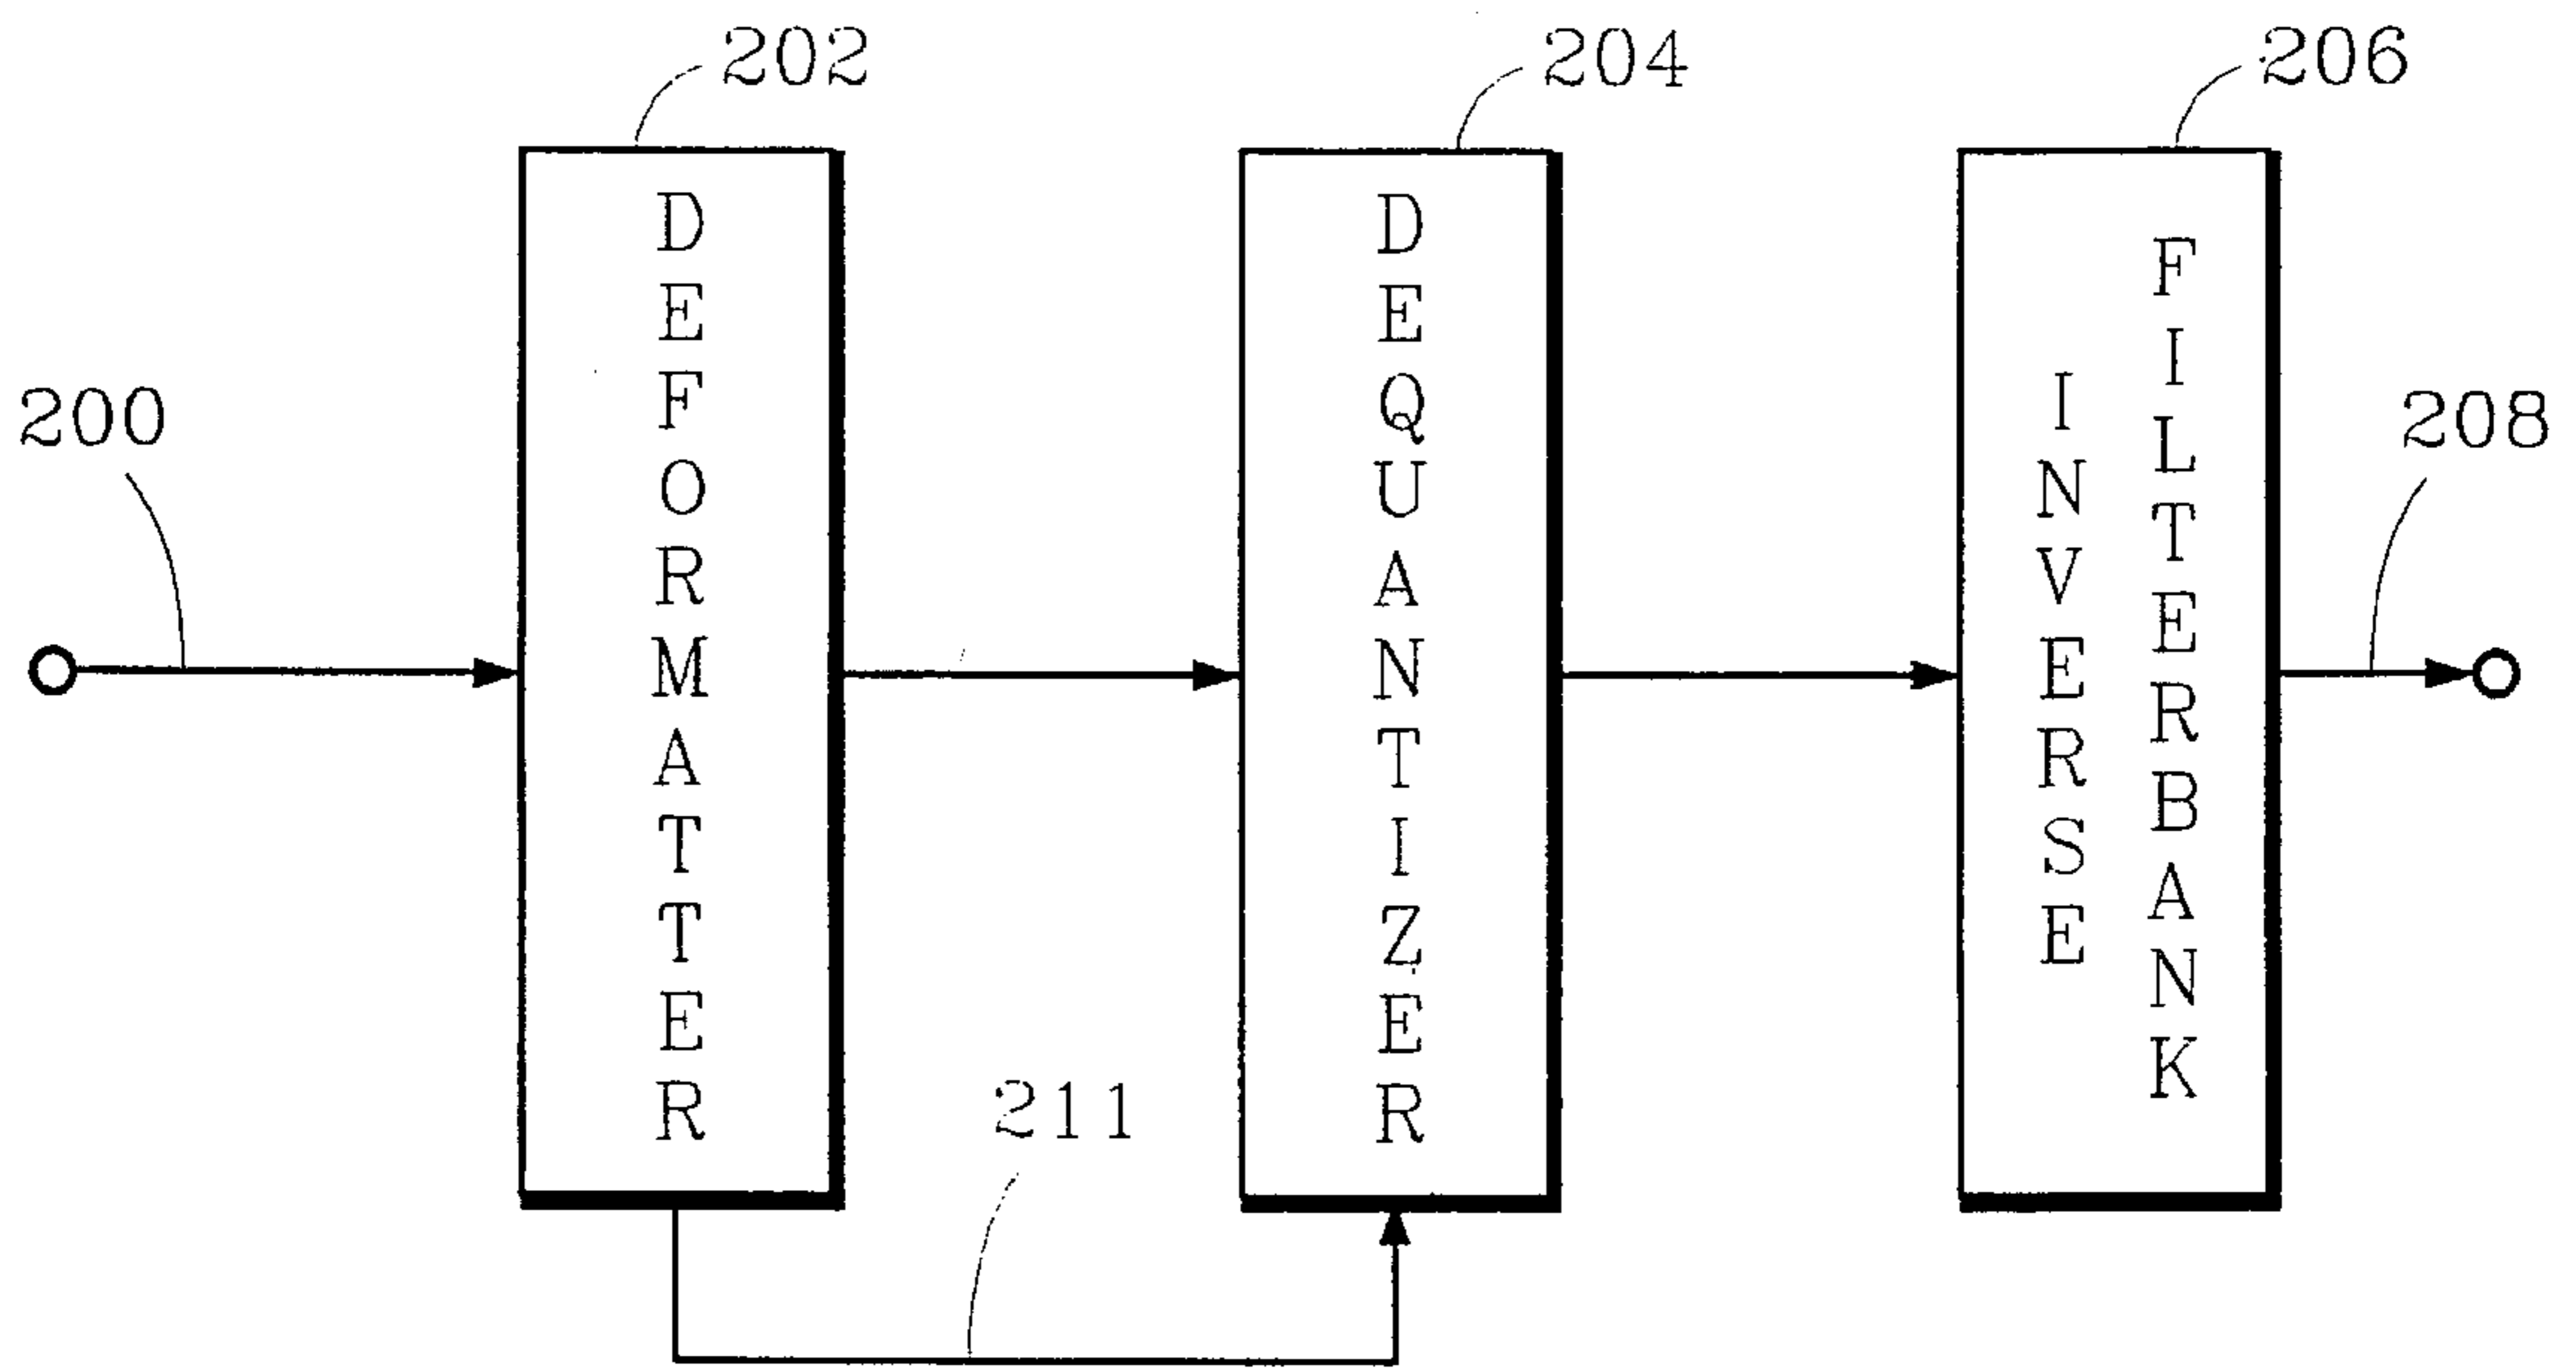 202
204
206
200
208
DEFORMATTER
DEQUANTIZER
INVERSE
FILTERBANK
211